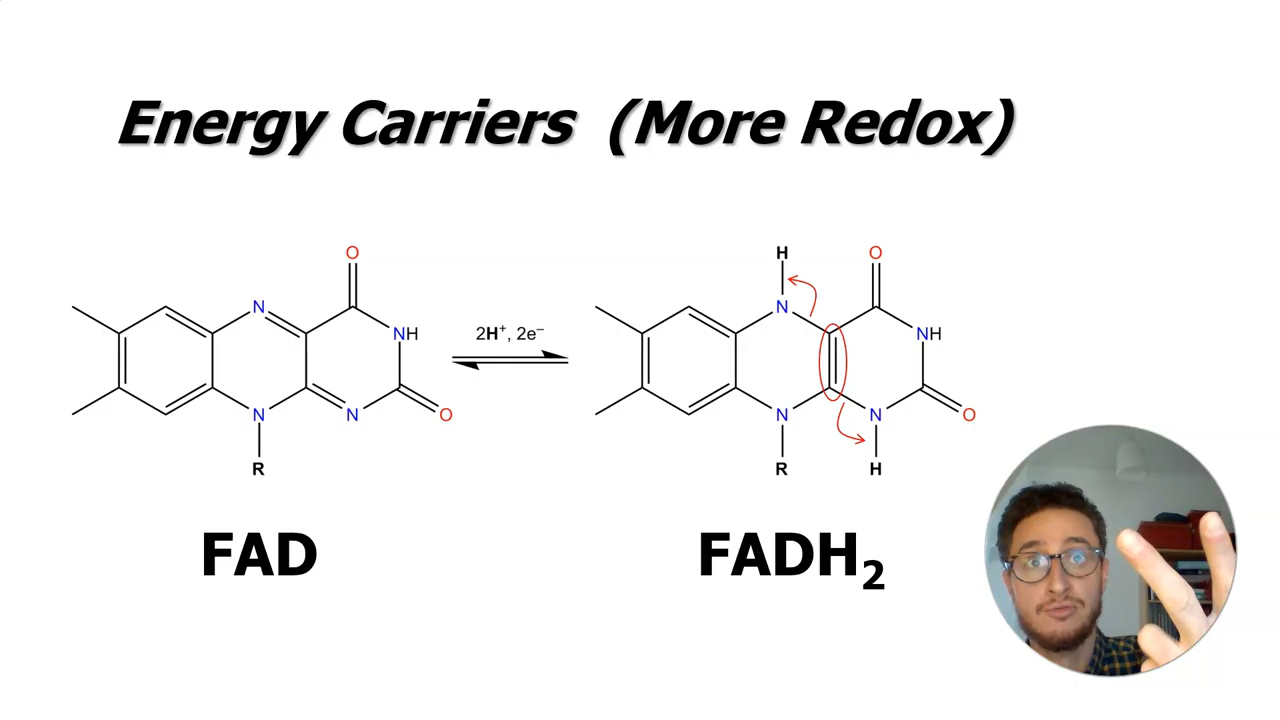 Energy Carriers (More Redox)
O
O
H
N
N
NH
NH
2H⁺, 2e⁻
N
N
O
N
N
O
R
R
H
FAD
FADH₂